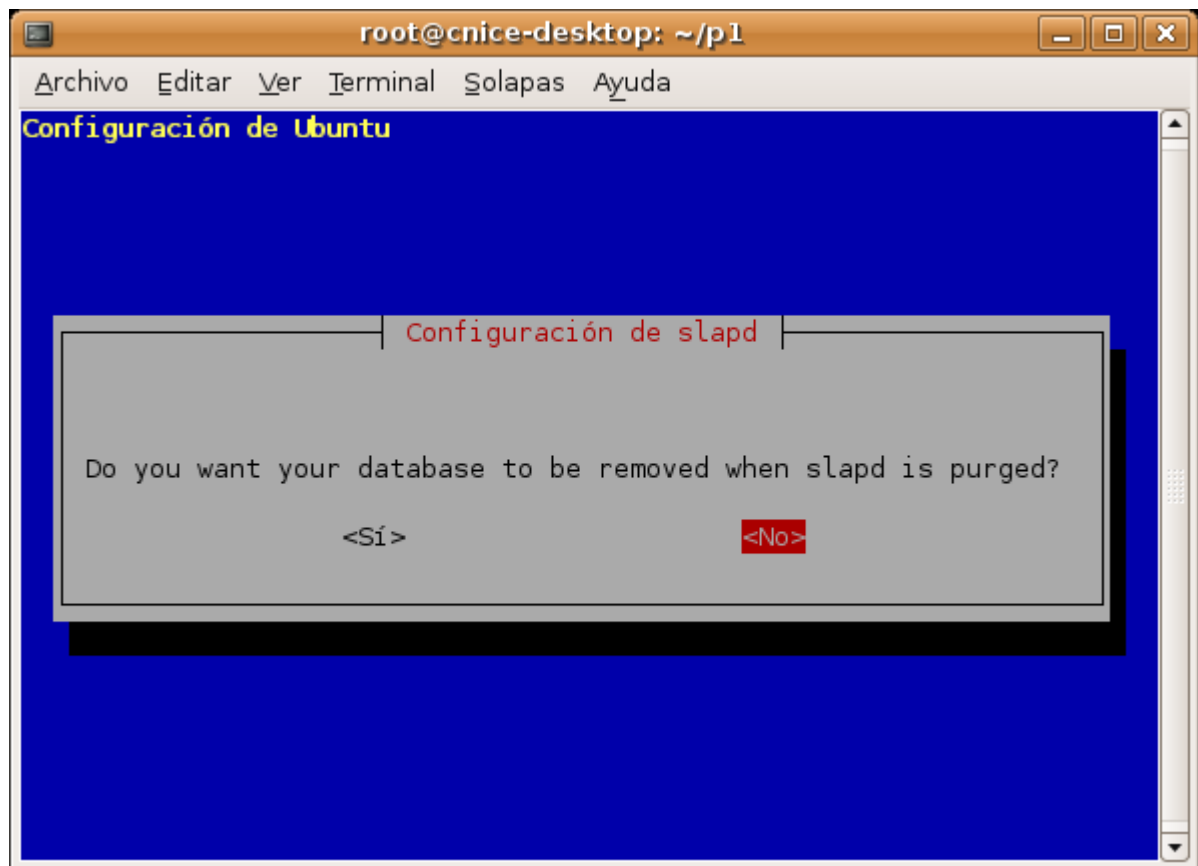 root@cnice-desktop: ~/p1
Archivo Editar Ver Terminal Solapas Ayuda
Configuración de Ubuntu
Configuración de slapd
Do you want your database to be removed when slapd is purged?
<Sí> <No>